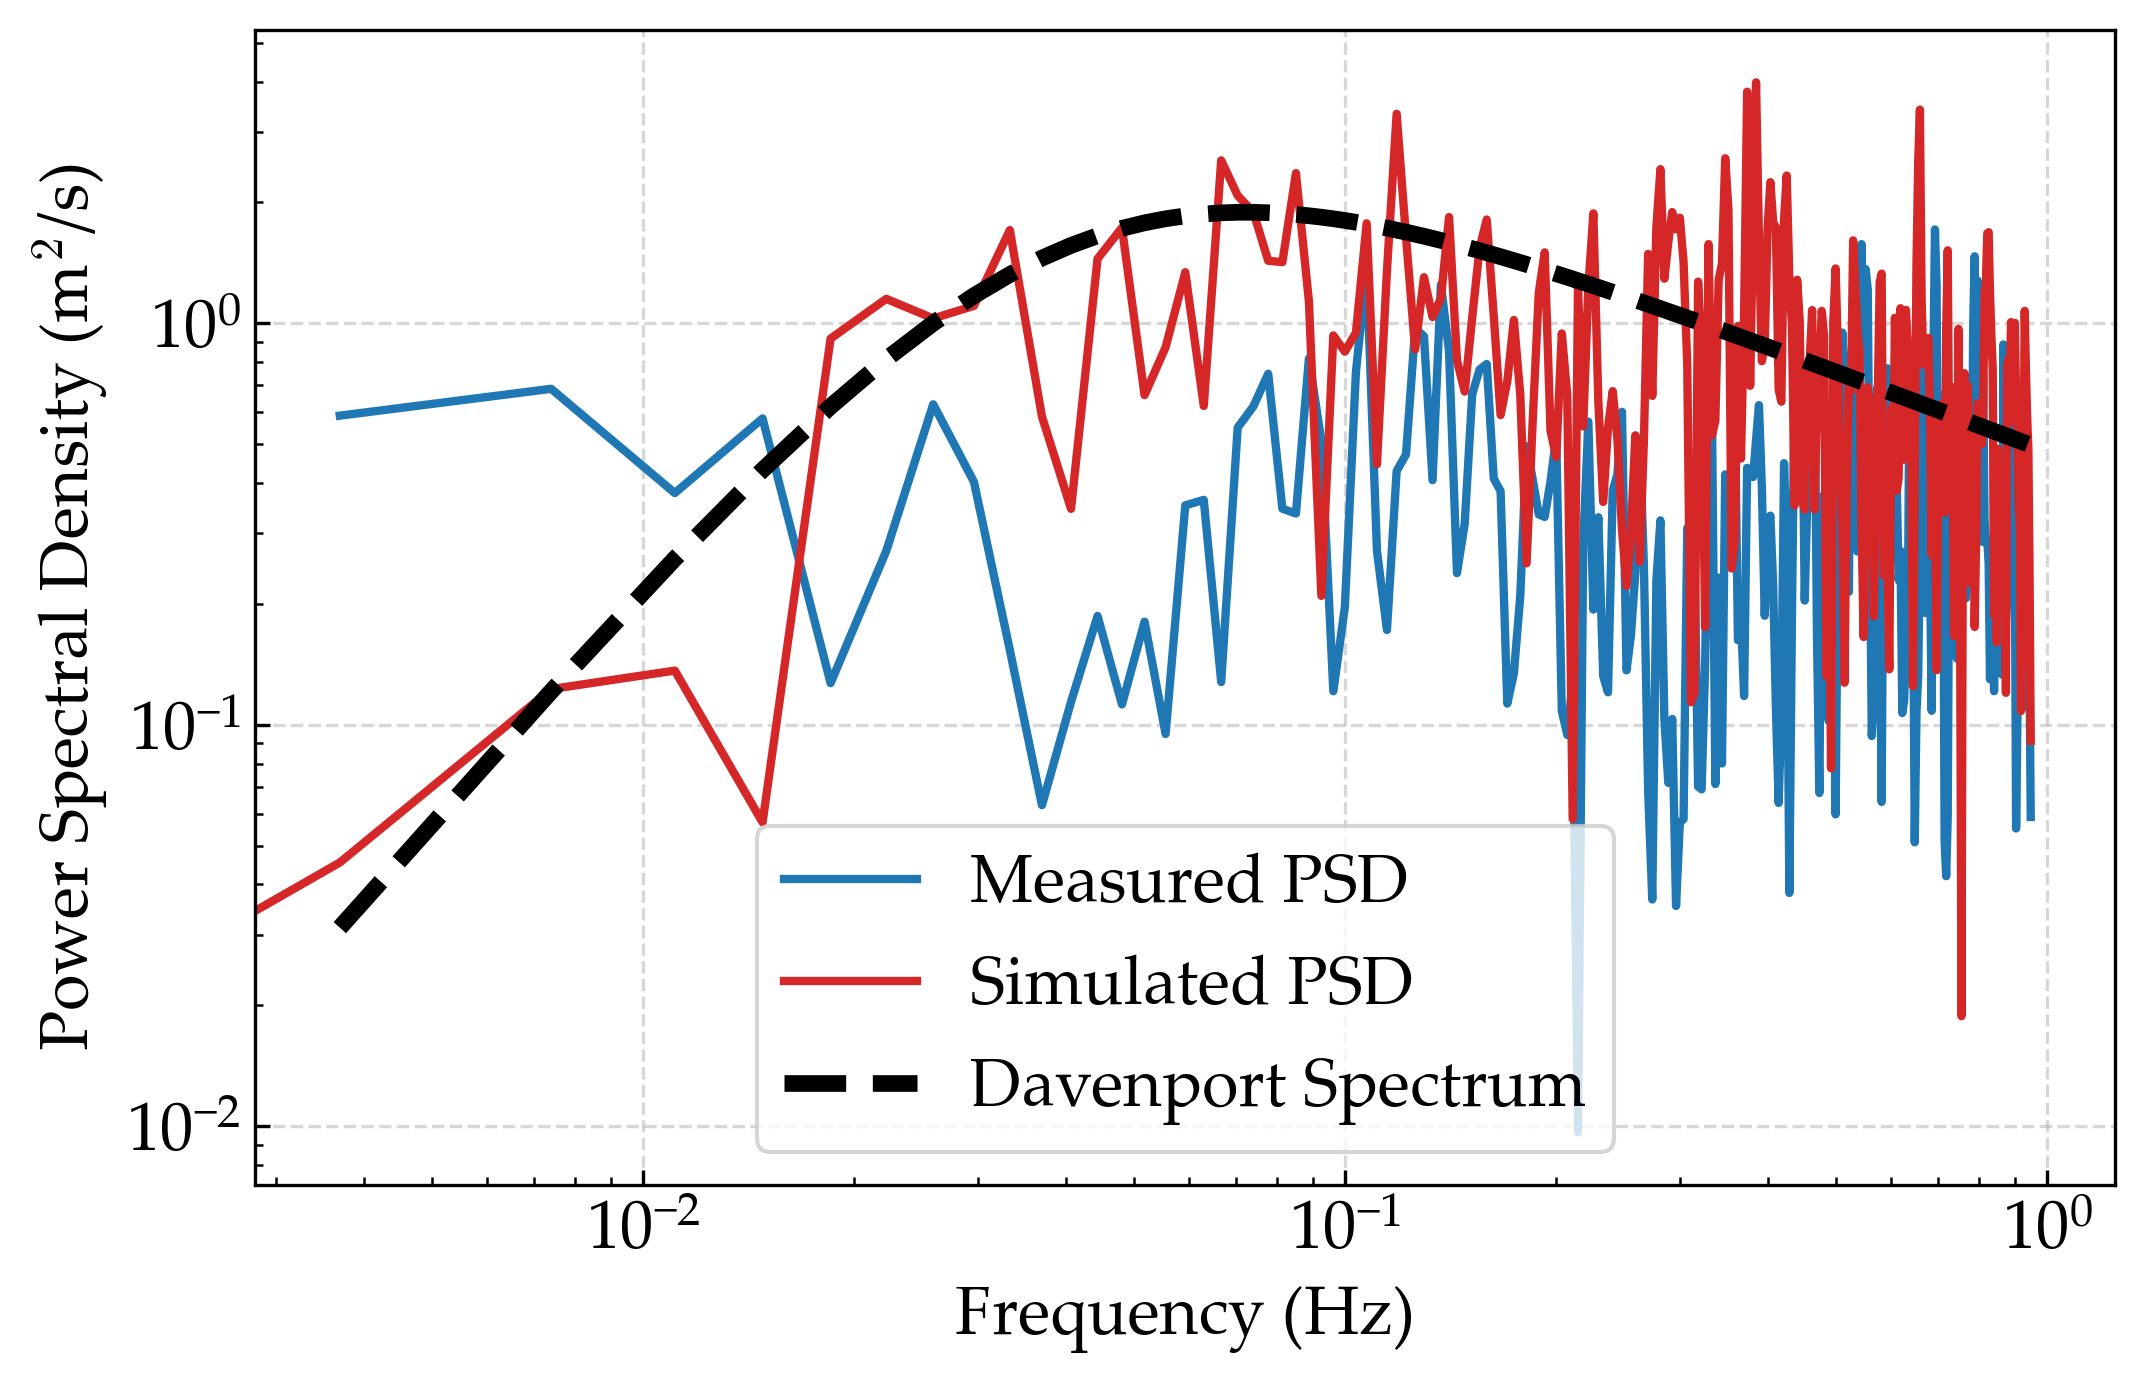 Power Spectral Density (m²/s)
10⁰
10⁻¹
10⁻²
Measured PSD
Simulated PSD
Davenport Spectrum
10⁻² 10⁻¹ 10⁰
Frequency (Hz)